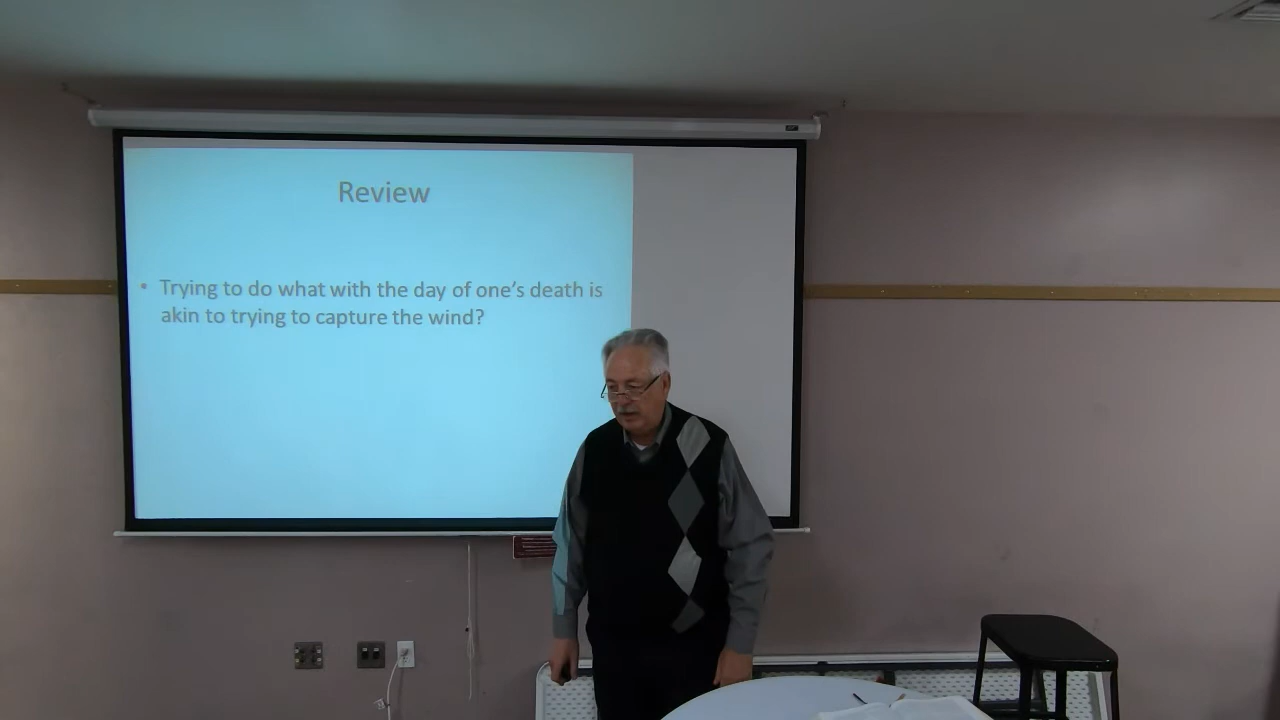 Review
• Trying to do what with the day of one's death is
akin to trying to capture the wind?